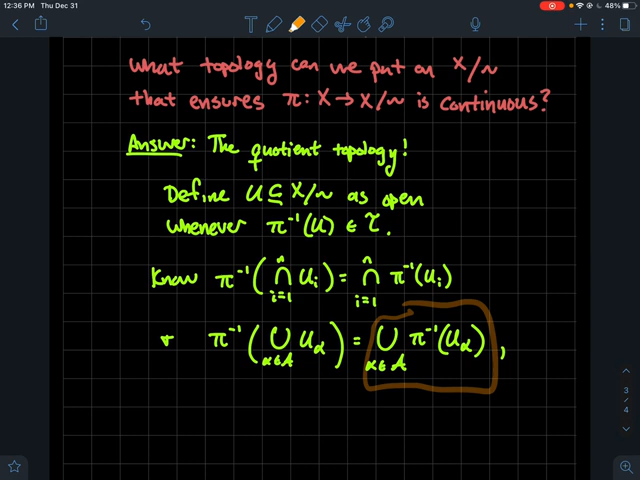 12:36 PM Thu Dec 31
48%
what topology can we put on X/~
that ensures π: X → X/~ is continuous?
Answer: The quotient topology!
Define U ⊆ X/~ as open
whenever π⁻¹(U) ∈ τ.
Know π⁻¹(⋂ᵢ₌₁ⁿ Uᵢ) = ⋂ᵢ₌₁ⁿ π⁻¹(Uᵢ)
+ π⁻¹(⋃_{α∈A} U_α) = ⋃_{α∈A} π⁻¹(U_α),
3
4